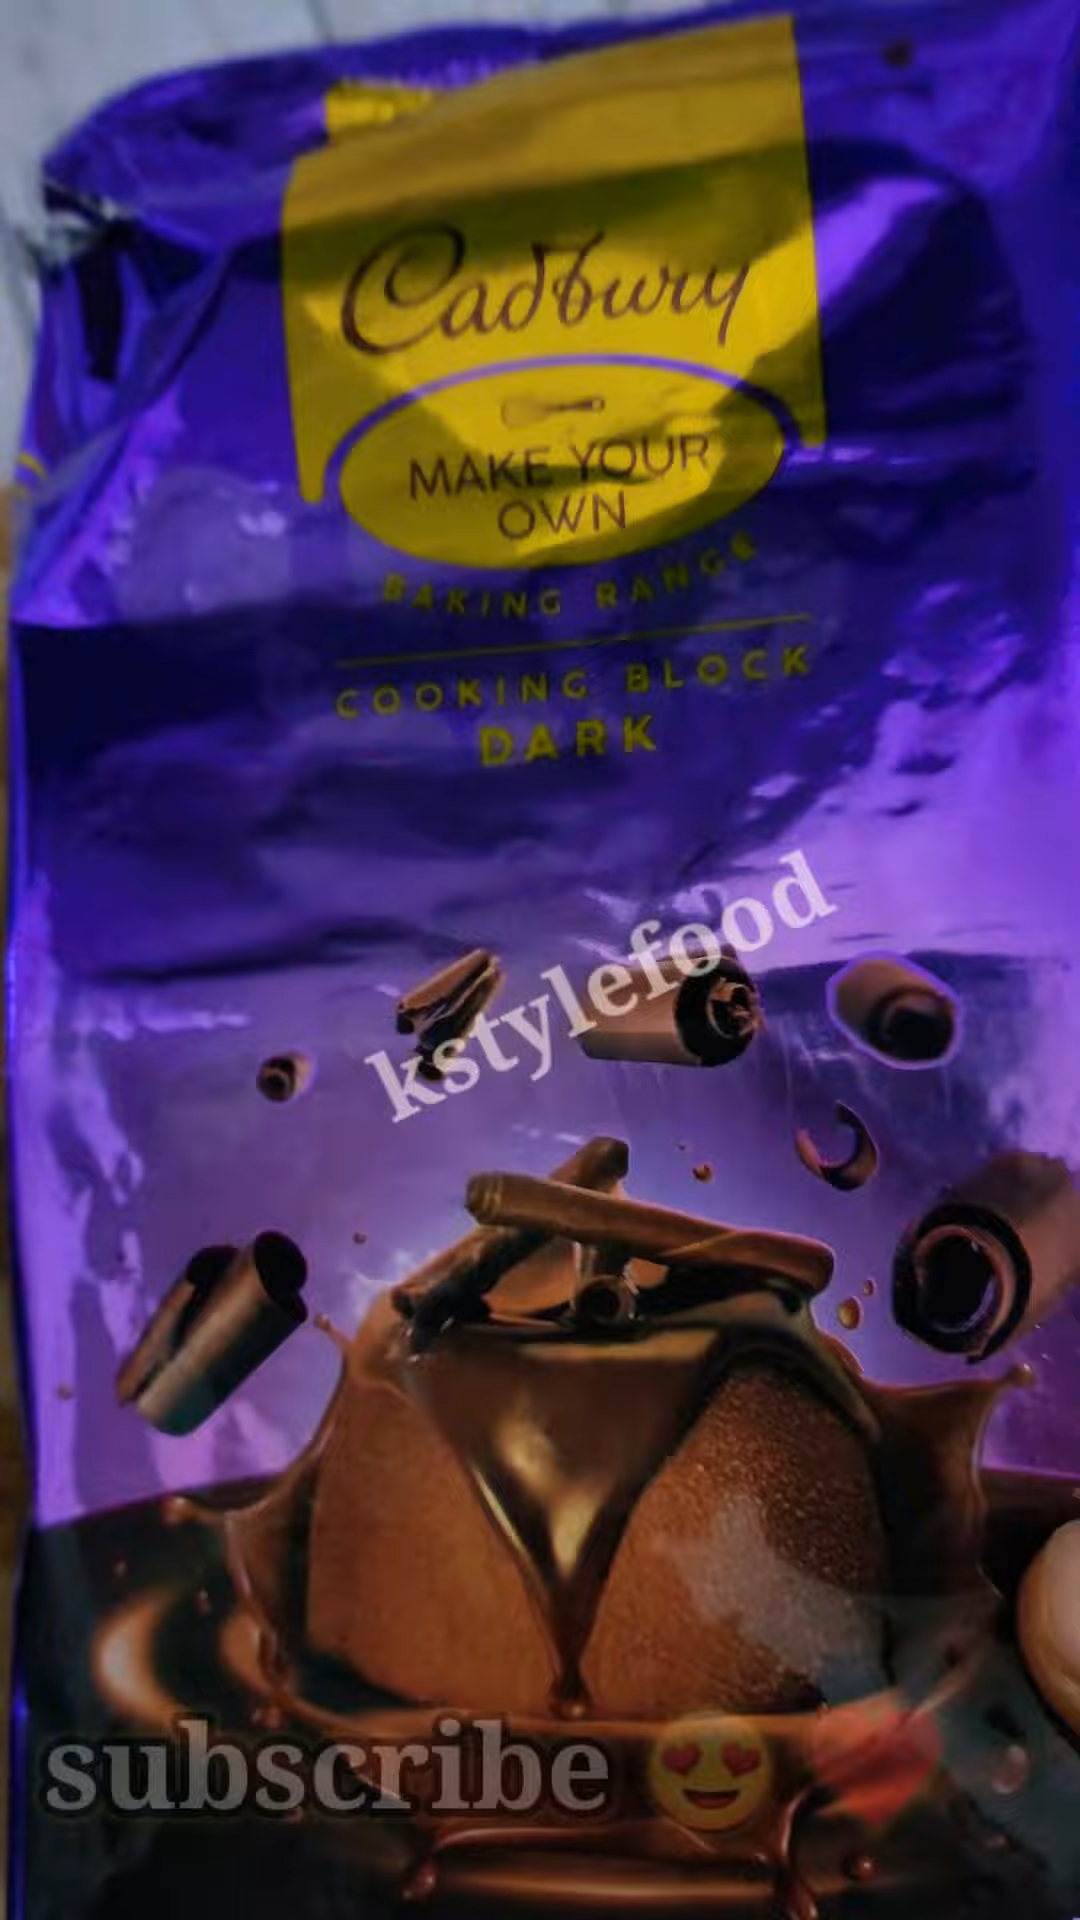 Cadbury
MAKE YOUR
OWN
BAKING RANGE
COOKING BLOCK
DARK
kstylefood
subscribe 😍 ❤️